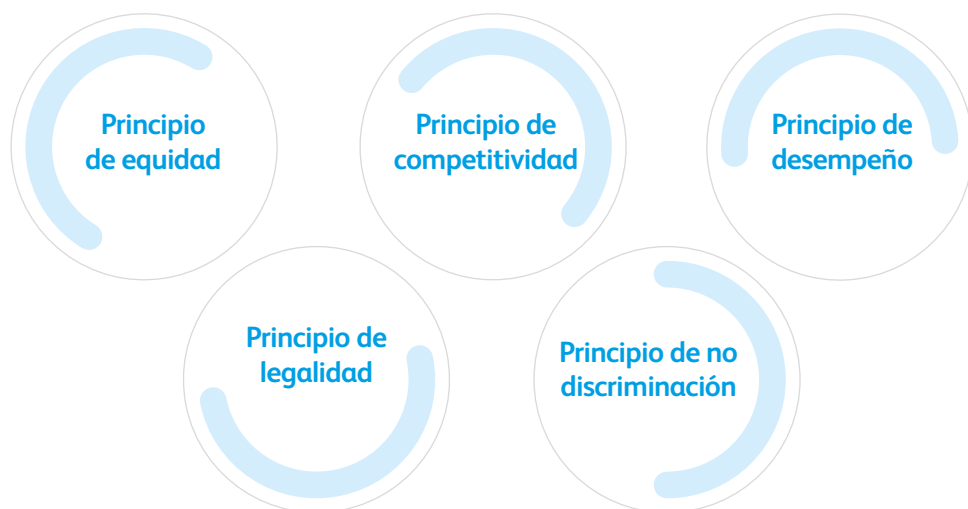 Principio
de equidad
Principio de
competitividad
Principio de
desempeño
Principio de
legalidad
Principio de no
discriminación